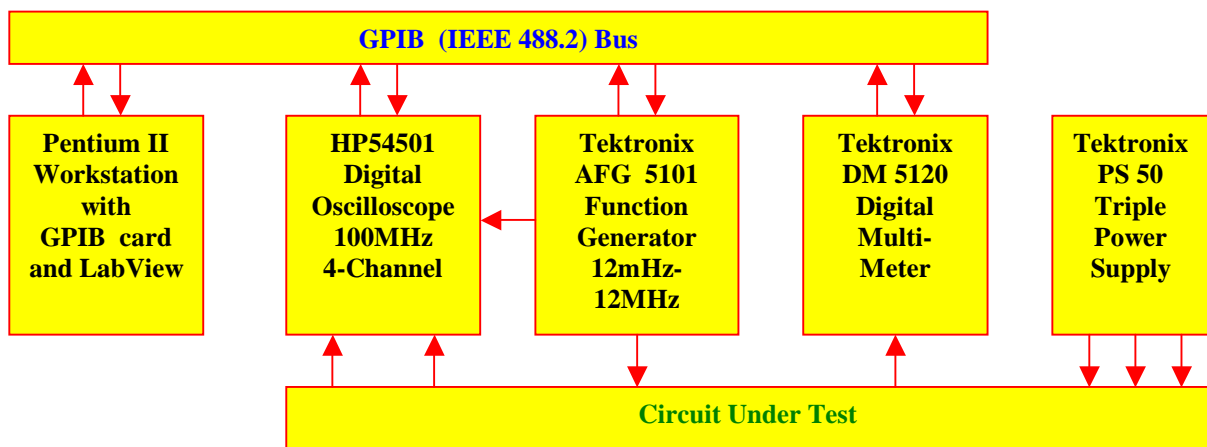 GPIB (IEEE 488.2) Bus
Pentium II
Workstation
with
GPIB card
and LabView
HP54501
Digital
Oscilloscope
100MHz
4-Channel
Tektronix
AFG 5101
Function
Generator
12mHz-
12MHz
Tektronix
DM 5120
Digital
Multi-
Meter
Tektronix
PS 50
Triple
Power
Supply
Circuit Under Test